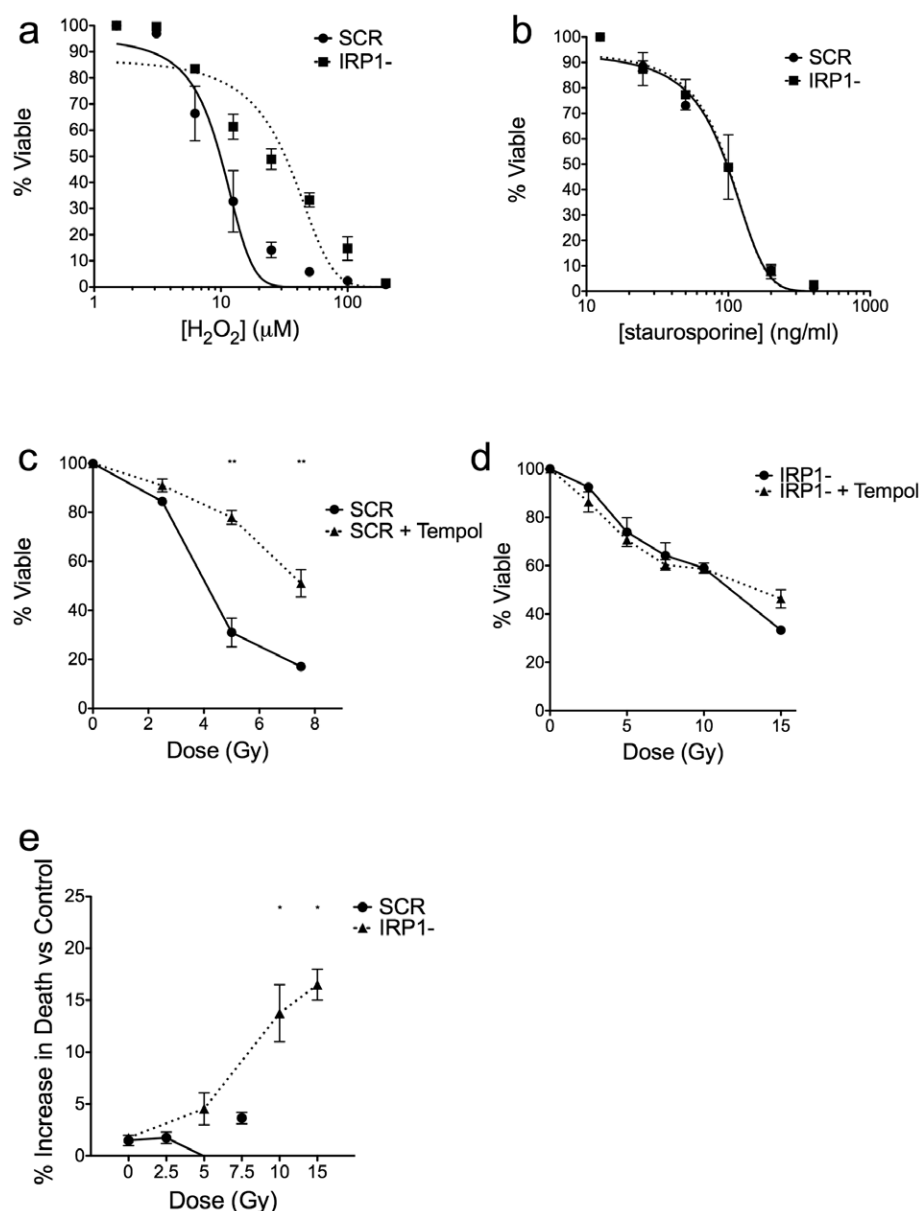 a
SCR
IRP1-
% Viable
100
90
80
70
60
50
40
30
20
10
0
1
10
100
[H₂O₂] (μM)
b
SCR
IRP1-
% Viable
100
90
80
70
60
50
40
30
20
10
0
10
100
1000
[staurosporine] (ng/ml)
c
** **
SCR
SCR + Tempol
% Viable
100
80
60
40
20
0
0 2 4 6 8
Dose (Gy)
d
IRP1-
IRP1- + Tempol
% Viable
100
80
60
40
20
0
0 5 10 15
Dose (Gy)
e
* *
SCR
IRP1-
% Increase in Death vs Control
25
20
15
10
5
0
0 2.5 5 7.5 10 15
Dose (Gy)